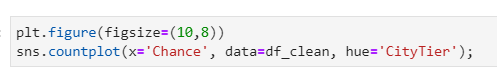 plt.figure(figsize=(10,8))
sns.countplot(x='Chance', data=df_clean, hue='CityTier');